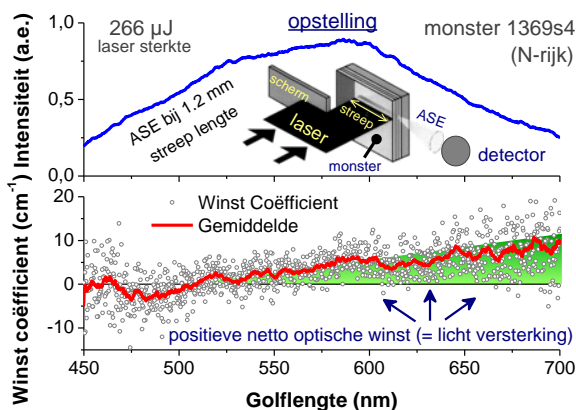 266 µJ
laser sterkte
opstelling
monster 1369s4
(N-rijk)
Intensiteit (a.e.)
1,0
0,5
0,0
ASE bij 1.2 mm
streep lengte
scherm
laser
streep
monster
ASE
detector
Winst coëfficient (cm⁻¹)
20
10
0
-10
Winst Coëfficient
Gemiddelde
positieve netto optische winst (= licht versterking)
450
500
550
600
650
700
Golflengte (nm)